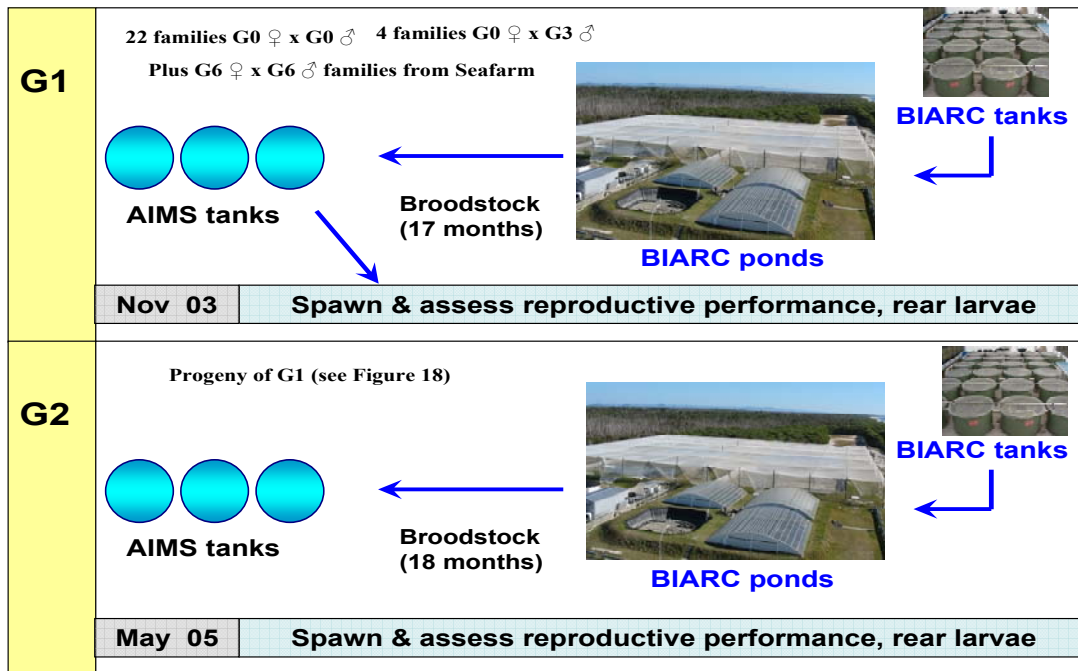 G1
22 families G0 ♀ x G0 ♂ 4 families G0 ♀ x G3 ♂
Plus G6 ♀ x G6 ♂ families from Seafarm
BIARC tanks
AIMS tanks
Broodstock
(17 months)
BIARC ponds
Nov 03 Spawn & assess reproductive performance, rear larvae
G2
Progeny of G1 (see Figure 18)
BIARC tanks
AIMS tanks
Broodstock
(18 months)
BIARC ponds
May 05 Spawn & assess reproductive performance, rear larvae